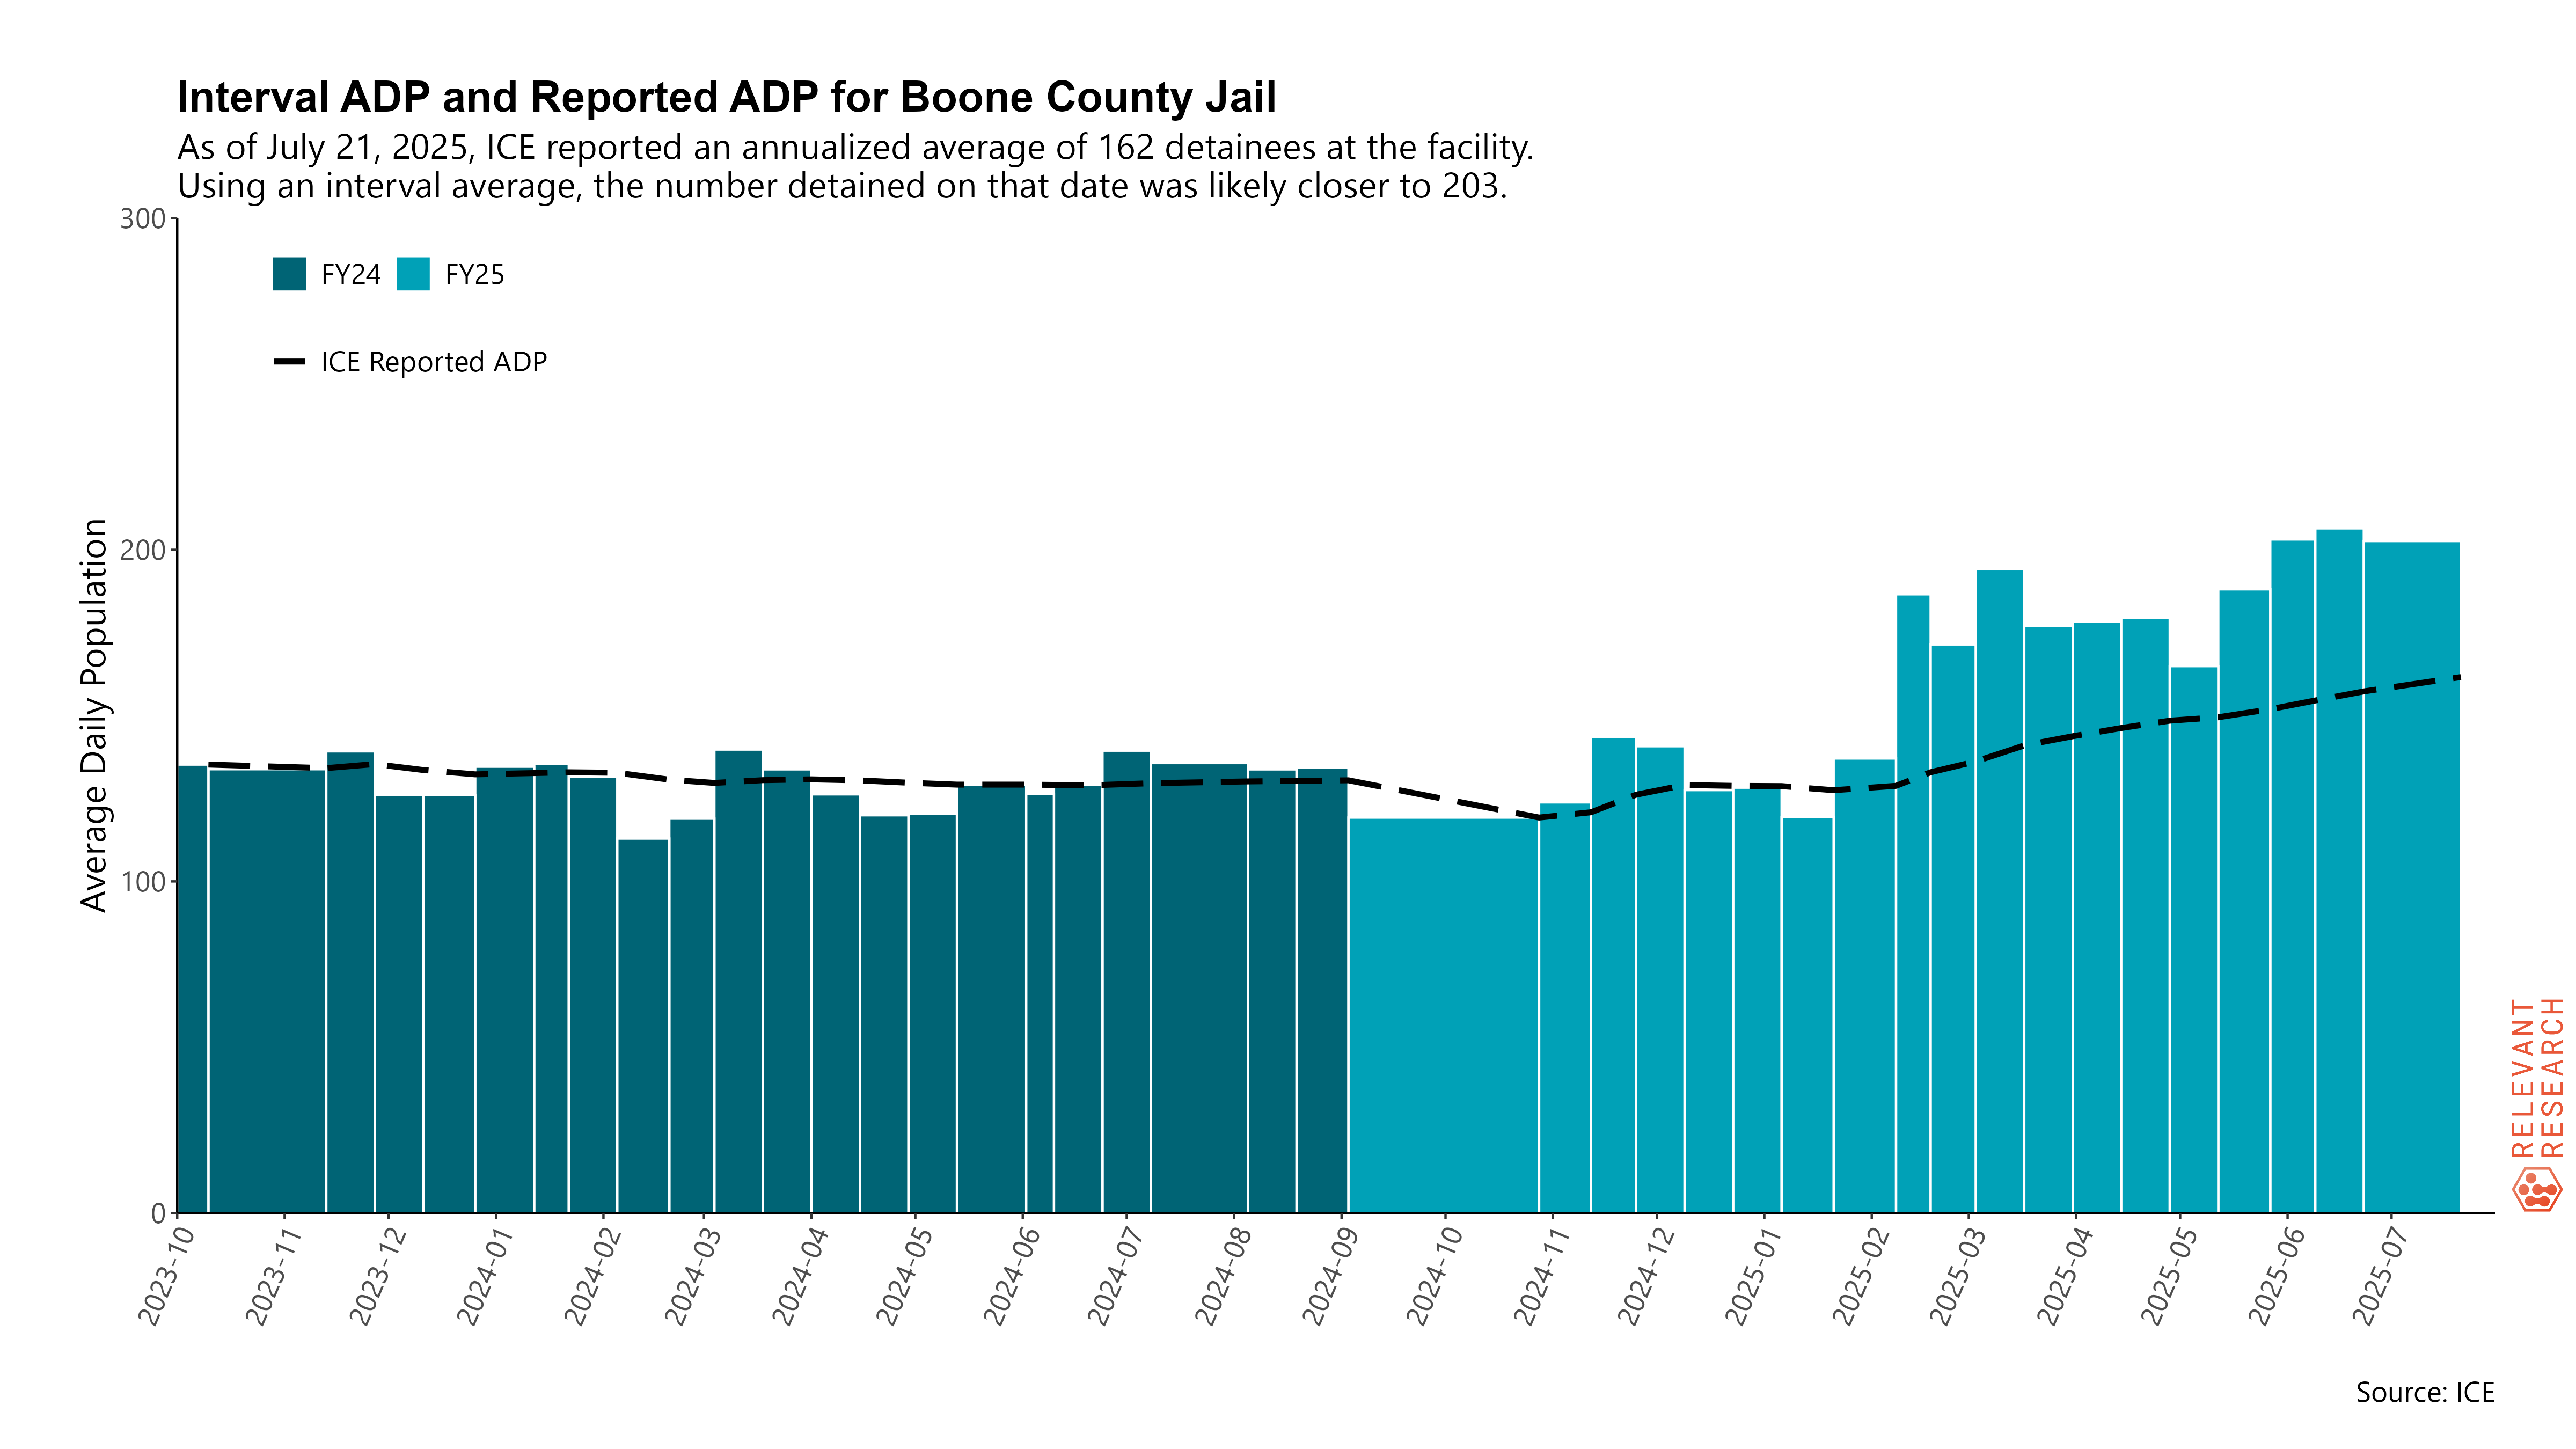 Interval ADP and Reported ADP for Boone County Jail
As of July 21, 2025, ICE reported an annualized average of 162 detainees at the facility.
Using an interval average, the number detained on that date was likely closer to 203.
300
200
100
0
Average Daily Population
FY24
FY25
ICE Reported ADP
2023-10
2023-11
2023-12
2024-01
2024-02
2024-03
2024-04
2024-05
2024-06
2024-07
2024-08
2024-09
2024-10
2024-11
2024-12
2025-01
2025-02
2025-03
2025-04
2025-05
2025-06
2025-07
RELEVANT
RESEARCH
Source: ICE